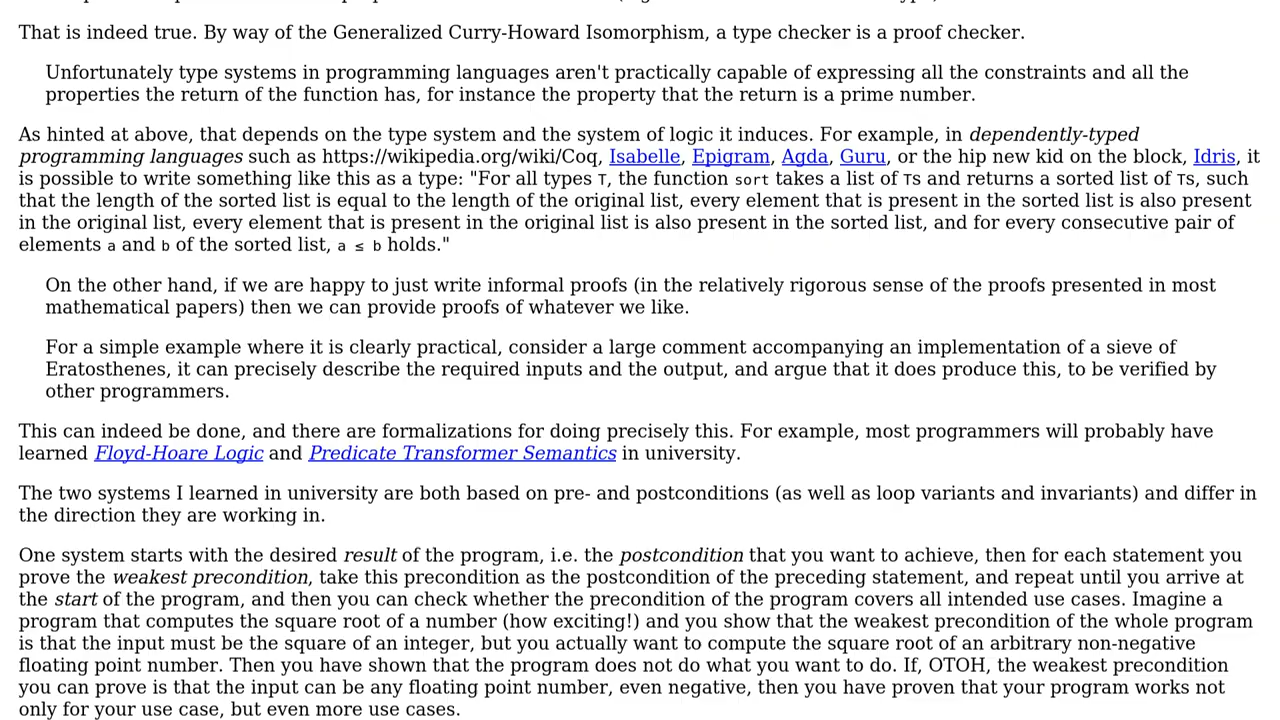 That is indeed true. By way of the Generalized Curry-Howard Isomorphism, a type checker is a proof checker.
Unfortunately type systems in programming languages aren't practically capable of expressing all the constraints and all the
properties the return of the function has, for instance the property that the return is a prime number.
As hinted at above, that depends on the type system and the system of logic it induces. For example, in dependently-typed
programming languages such as https://wikipedia.org/wiki/Coq, Isabelle, Epigram, Agda, Guru, or the hip new kid on the block, Idris, it
is possible to write something like this as a type: "For all types T, the function sort takes a list of Ts and returns a sorted list of Ts, such
that the length of the sorted list is equal to the length of the original list, every element that is present in the sorted list is also present
in the original list, every element that is present in the original list is also present in the sorted list, and for every consecutive pair of
elements a and b of the sorted list, a ≤ b holds."
On the other hand, if we are happy to just write informal proofs (in the relatively rigorous sense of the proofs presented in most
mathematical papers) then we can provide proofs of whatever we like.
For a simple example where it is clearly practical, consider a large comment accompanying an implementation of a sieve of
Eratosthenes, it can precisely describe the required inputs and the output, and argue that it does produce this, to be verified by
other programmers.
This can indeed be done, and there are formalizations for doing precisely this. For example, most programmers will probably have
learned Floyd-Hoare Logic and Predicate Transformer Semantics in university.
The two systems I learned in university are both based on pre- and postconditions (as well as loop variants and invariants) and differ in
the direction they are working in.
One system starts with the desired result of the program, i.e. the postcondition that you want to achieve, then for each statement you
prove the weakest precondition, take this precondition as the postcondition of the preceding statement, and repeat until you arrive at
the start of the program, and then you can check whether the precondition of the program covers all intended use cases. Imagine a
program that computes the square root of a number (how exciting!) and you show that the weakest precondition of the whole program
is that the input must be the square of an integer, but you actually want to compute the square root of an arbitrary non-negative
floating point number. Then you have shown that the program does not do what you want to do. If, OTOH, the weakest precondition
you can prove is that the input can be any floating point number, even negative, then you have proven that your program works not
only for your use case, but even more use cases.